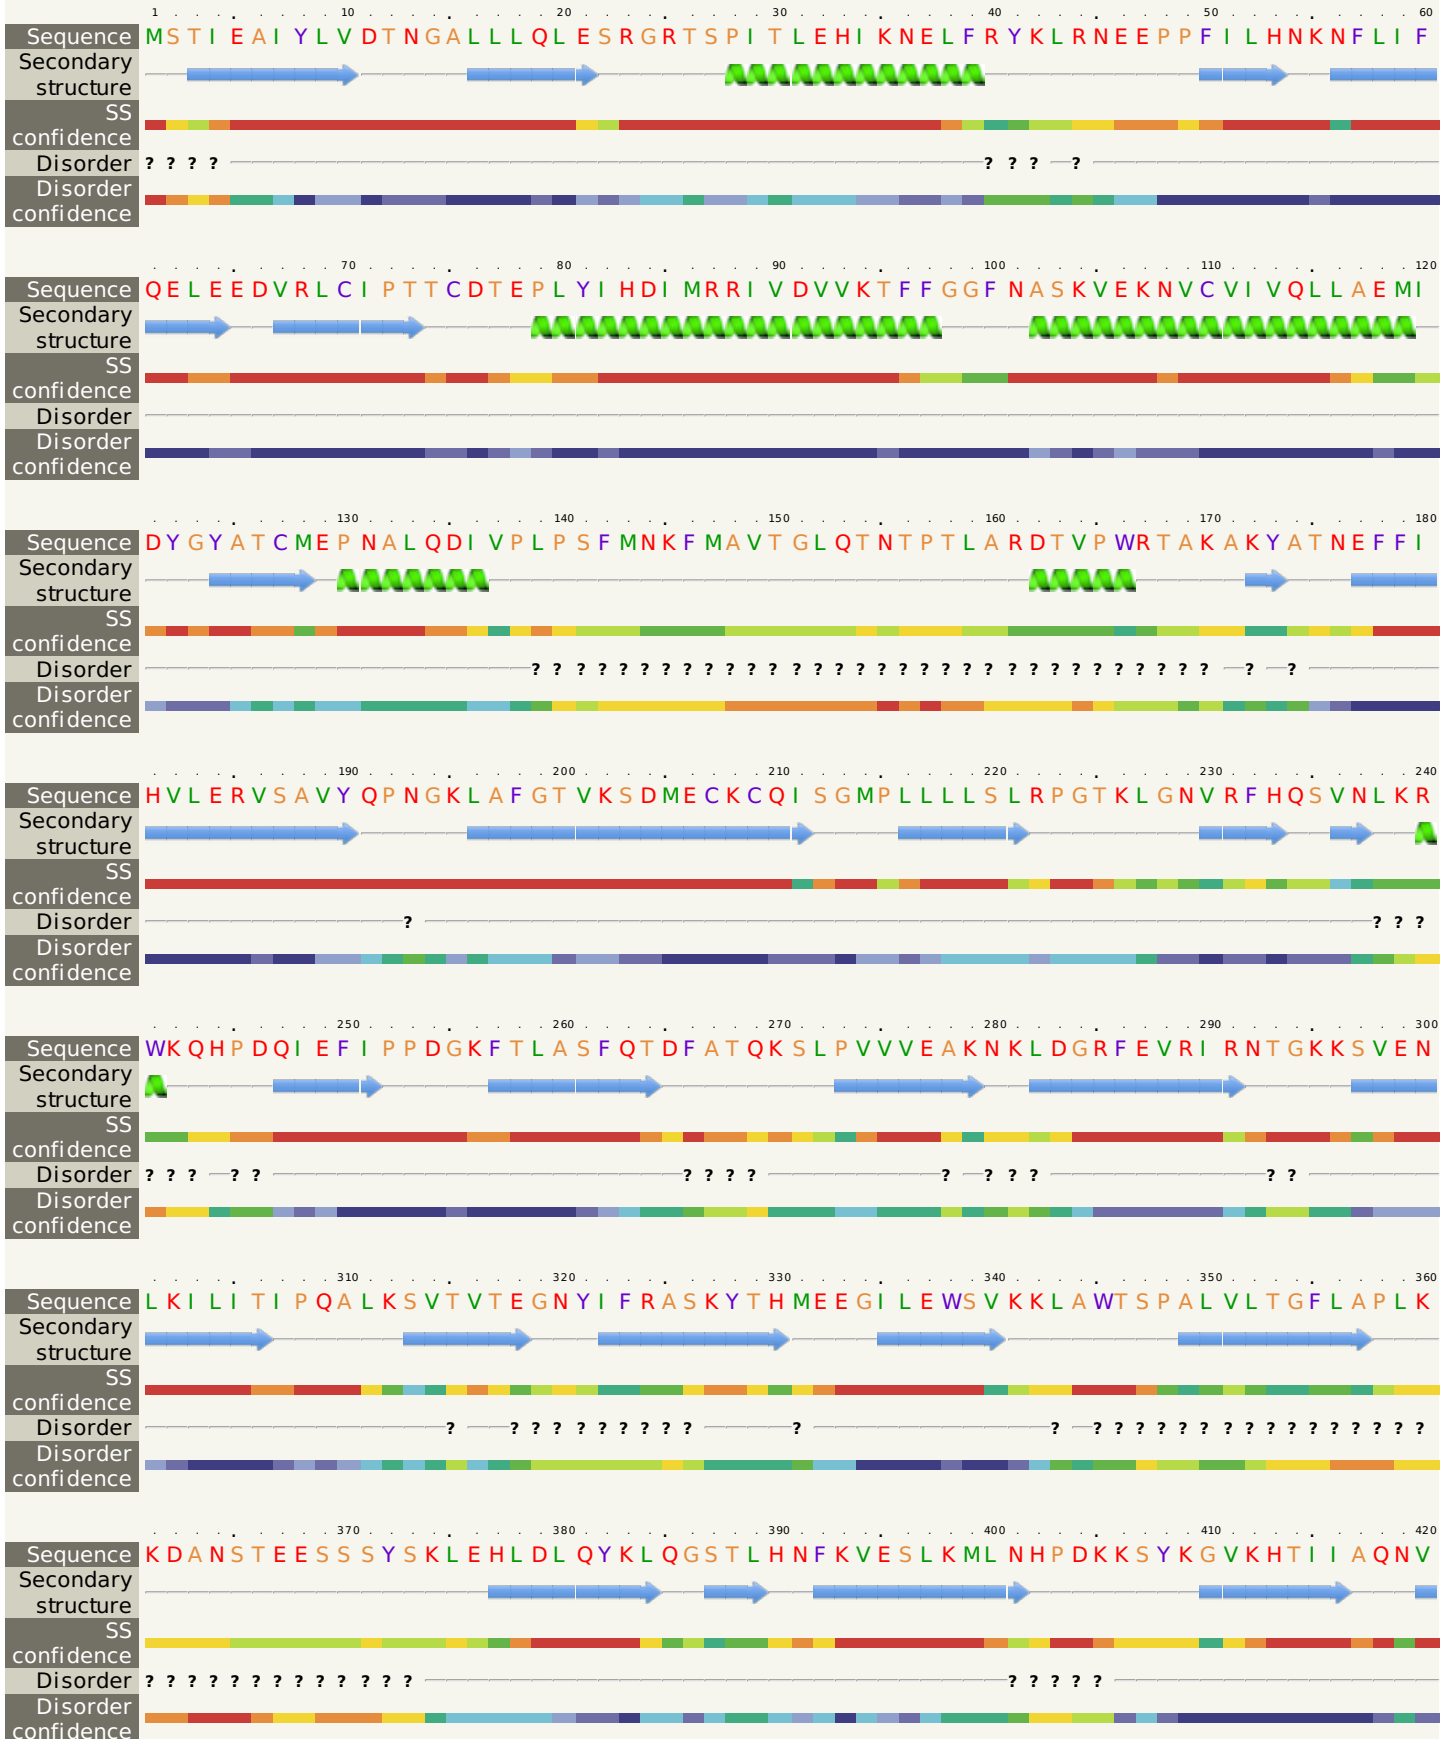 1 10 20 30 40 50 60
Sequence MSTIEAIYLVDTNGALLLQLESRGRTSPITLEHIKNELFRYKLRNEEPPFILHNKNFLIF
Secondary
structure
SS
confidence
Disorder ? ? ? ? ? ? ? ?
Disorder
confidence
70 80 90 100 110 120
Sequence QELEEDVRLCIPTTCDTEPLYIHDIMRRIVDVVKTFFGGFNASKVEKNVCVIVQLLAEMI
Secondary
structure
SS
confidence
Disorder
Disorder
confidence
130 140 150 160 170 180
Sequence DYGYATCMEPNALQDIVPLPSFMNKFMAVTGLQTNTPTLARDTVPWRTAKAKYATNEFFI
Secondary
structure
SS
confidence
Disorder ? ? ? ? ? ? ? ? ? ? ? ? ? ? ? ? ? ? ? ? ? ? ? ? ? ? ? ? ? ? ? ? ? ?
Disorder
confidence
190 200 210 220 230 240
Sequence HVLERVSAVYQPNGKLAFGTVKSDMECKCQISGMPLLLLSLRPGTKLGNVRFHQSVNLKR
Secondary
structure
SS
confidence
Disorder ? ? ? ?
Disorder
confidence
250 260 270 280 290 300
Sequence WKQHPDQIEFIPPDGKFTLASFQTDFATQKSLPVVVEAKNKLDGRFEVRIRNTGKKSVEN
Secondary
structure
SS
confidence
Disorder ? ? ? ? ? ? ? ? ? ? ? ? ? ? ?
Disorder
confidence
310 320 330 340 350 360
Sequence LKILITIPQALKSVTVTEGNYIFRASKYTHMEEGILEWSVKKLAWTSPALVLTGFLAPLK
Secondary
structure
SS
confidence
Disorder ? ? ? ? ? ? ? ? ? ? ? ? ? ? ? ? ? ? ? ? ? ? ? ? ? ? ? ?
Disorder
confidence
370 380 390 400 410 420
Sequence KDANSTEESSSYSKLEHLDLQYKLQGSTLHNFKVESLKMLNHPDKKSYKGVKHTIIAQNV
Secondary
structure
SS
confidence
Disorder ? ? ? ? ? ? ? ? ? ? ? ? ? ? ? ? ? ?
Disorder
confidence